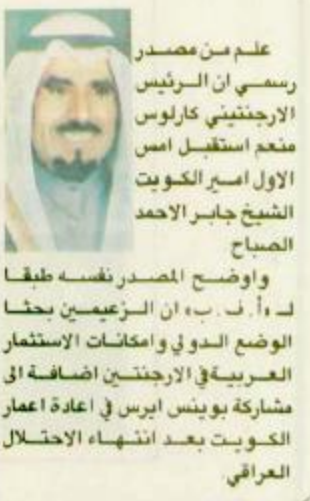 علم من مصدر
رسمي ان الرئيس
الارجنتيني كارلوس
منعم استقبل امس
الاول امير الكويت
الشيخ جابر الاحمد
الصباح
واوضح المصدر نفسه طبقا
لـ «أ. ف. ب» ان الزعيمين بحثا
الوضع الدولي وامكانات الاستثمار
العربية في الارجنتين اضافة الى
مشاركة بوينس ايرس في اعادة اعمار
الكويت بعد انتهاء الاحتلال
العراقي.